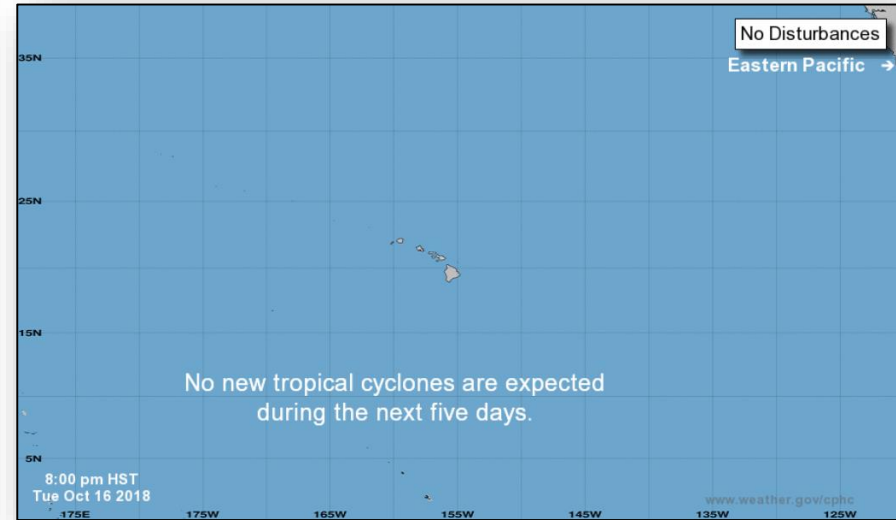 No Disturbances
Eastern Pacific →
35N
25N
15N
No new tropical cyclones are expected
during the next five days.
5N
8:00 pm HST
Tue Oct 16 2018
www.weather.gov/cphc
175E
175W
165W
155W
145W
135W
125W